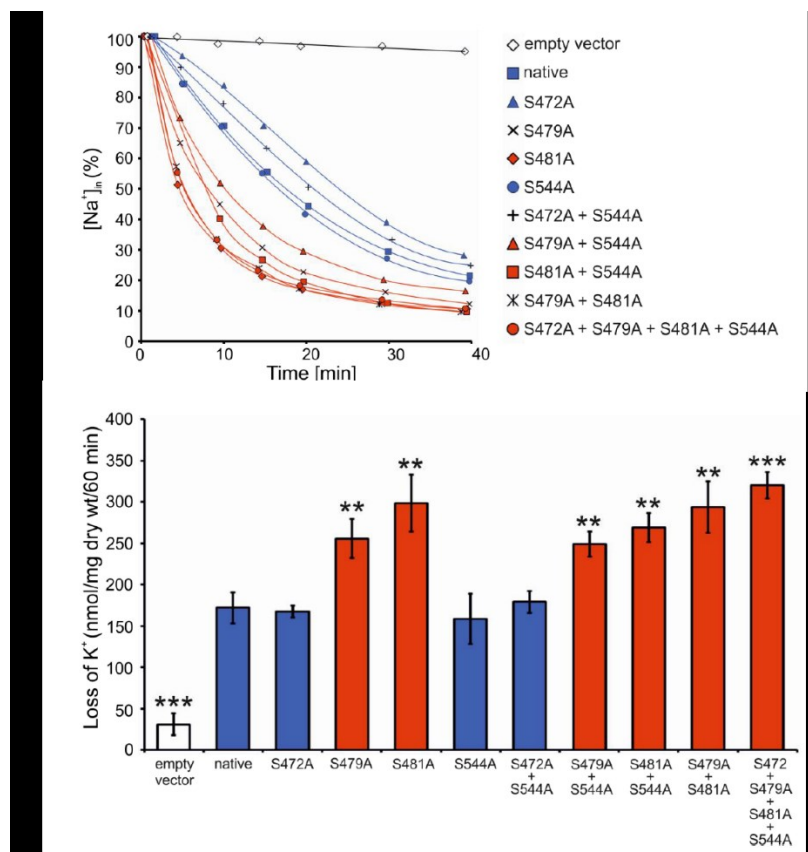 100
90
80
70
60
50
40
30
20
10
0
[Na⁺]in (%)
0 10 20 30 40
Time [min]
empty vector
native
S472A
S479A
S481A
S544A
S472A + S544A
S479A + S544A
S481A + S544A
S479A + S481A
S472A + S479A + S481A + S544A
400
350
300
250
200
150
100
50
0
Loss of K⁺ (nmol/mg dry wt/60 min)
*** ** ** ** ** ** ***
empty
vector
native
S472A
S479A
S481A
S544A
S472A
+
S544A
S479A
+
S544A
S481A
+
S544A
S479A
+
S481A
S472
+
S479A
+
S481A
+
S544A